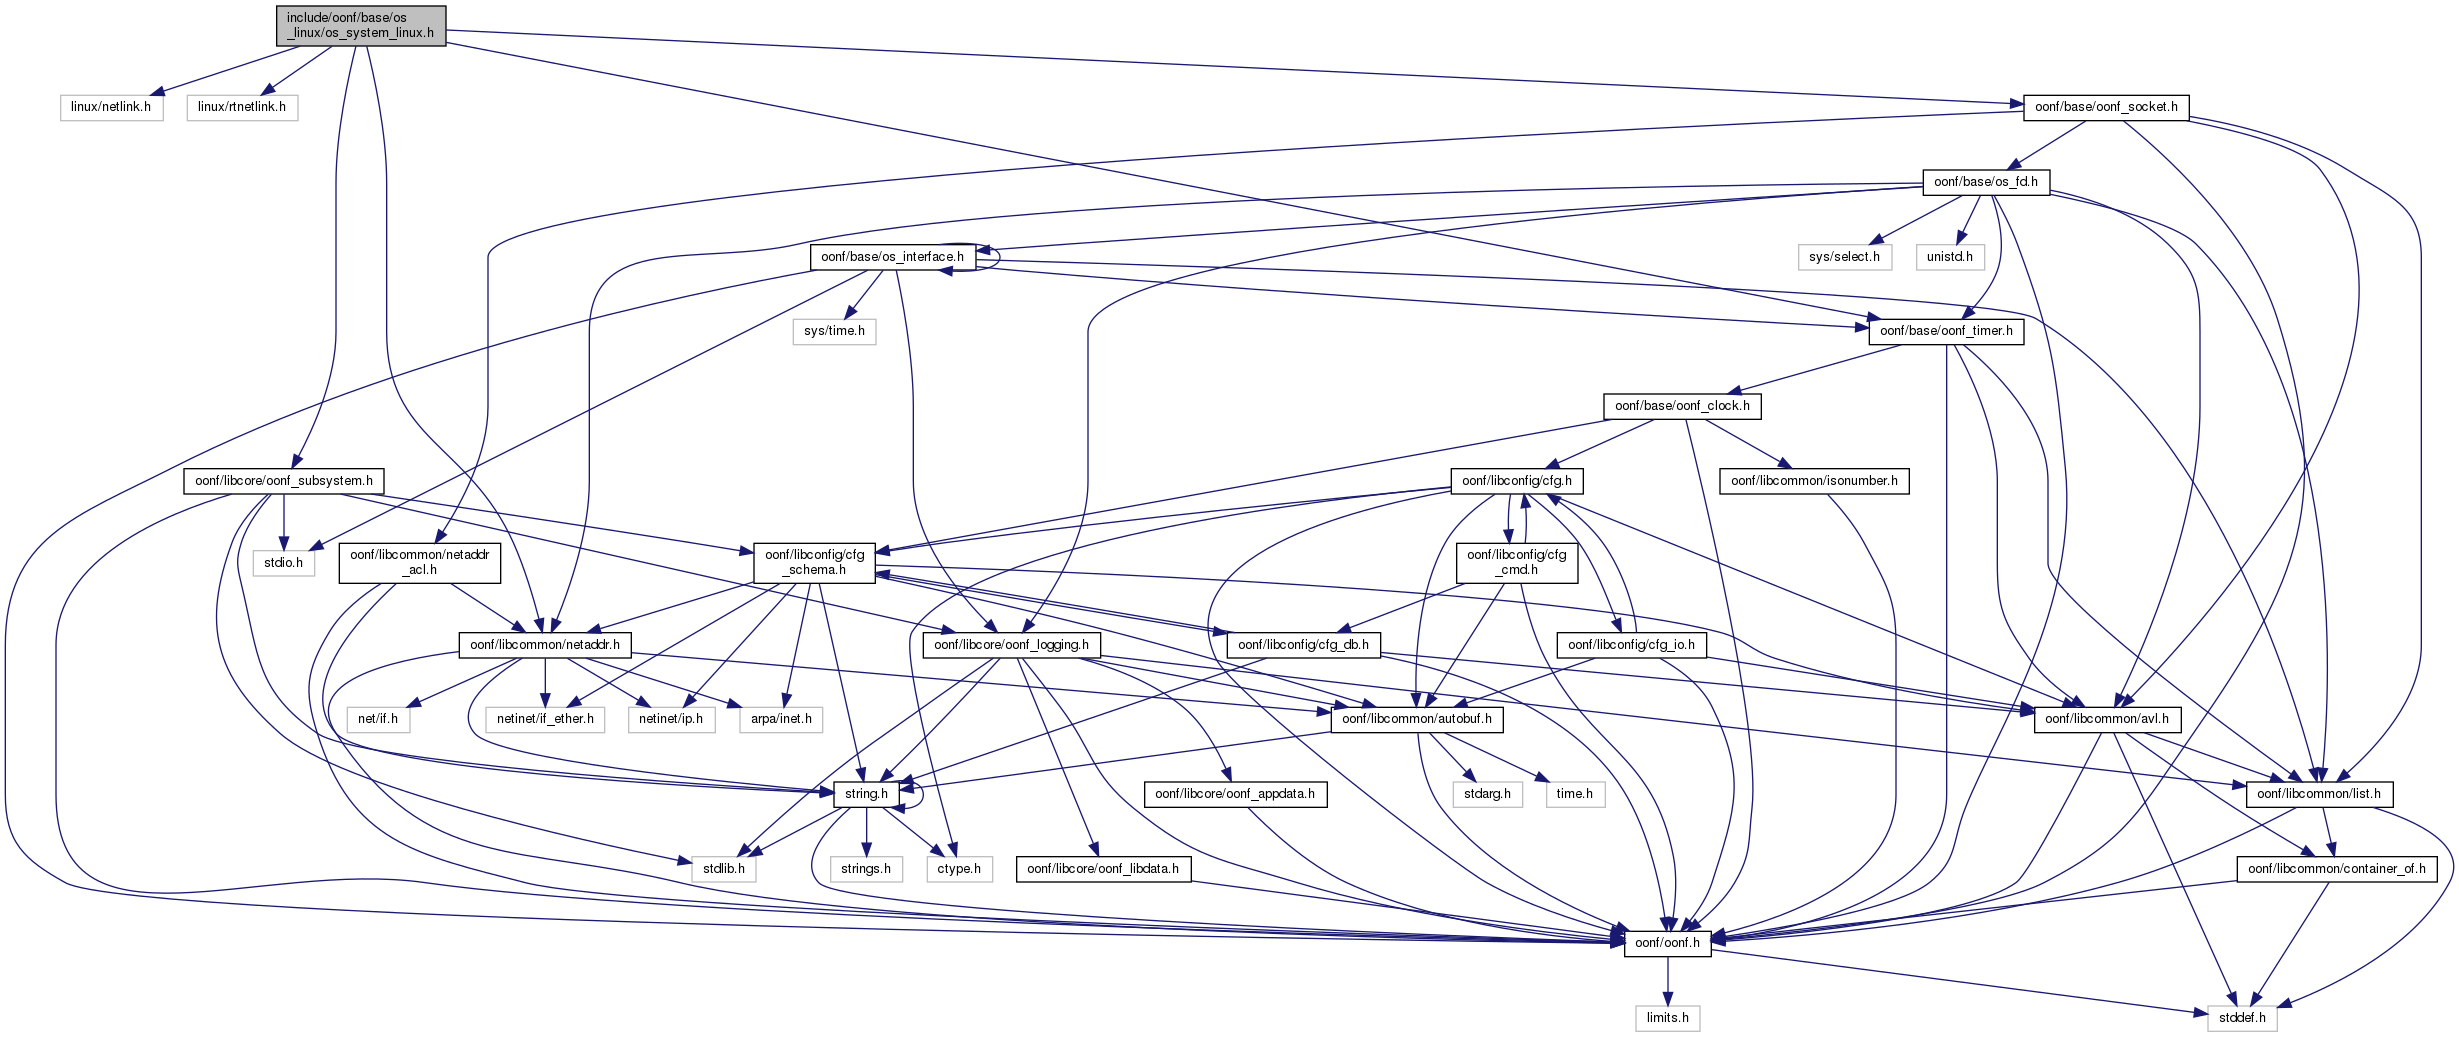 include/oonf/base/os
_linux/os_system_linux.h
linux/netlink.h
linux/rtnetlink.h
oonf/base/oonf_socket.h
oonf/base/os_fd.h
oonf/base/os_interface.h
sys/select.h
unistd.h
sys/time.h
oonf/base/oonf_timer.h
oonf/base/oonf_clock.h
oonf/libcore/oonf_subsystem.h
oonf/libconfig/cfg.h
oonf/libcommon/isonumber.h
stdio.h
oonf/libcommon/netaddr
_acl.h
oonf/libconfig/cfg
_schema.h
oonf/libconfig/cfg
_cmd.h
oonf/libcommon/netaddr.h
oonf/libcore/oonf_logging.h
oonf/libconfig/cfg_db.h
oonf/libconfig/cfg_io.h
net/if.h
netinet/if_ether.h
netinet/ip.h
arpa/inet.h
oonf/libcommon/autobuf.h
oonf/libcommon/avl.h
string.h
oonf/libcore/oonf_appdata.h
stdarg.h
time.h
oonf/libcommon/list.h
stdlib.h
strings.h
ctype.h
oonf/libcore/oonf_libdata.h
oonf/libcommon/container_of.h
oonf/oonf.h
limits.h
stddef.h